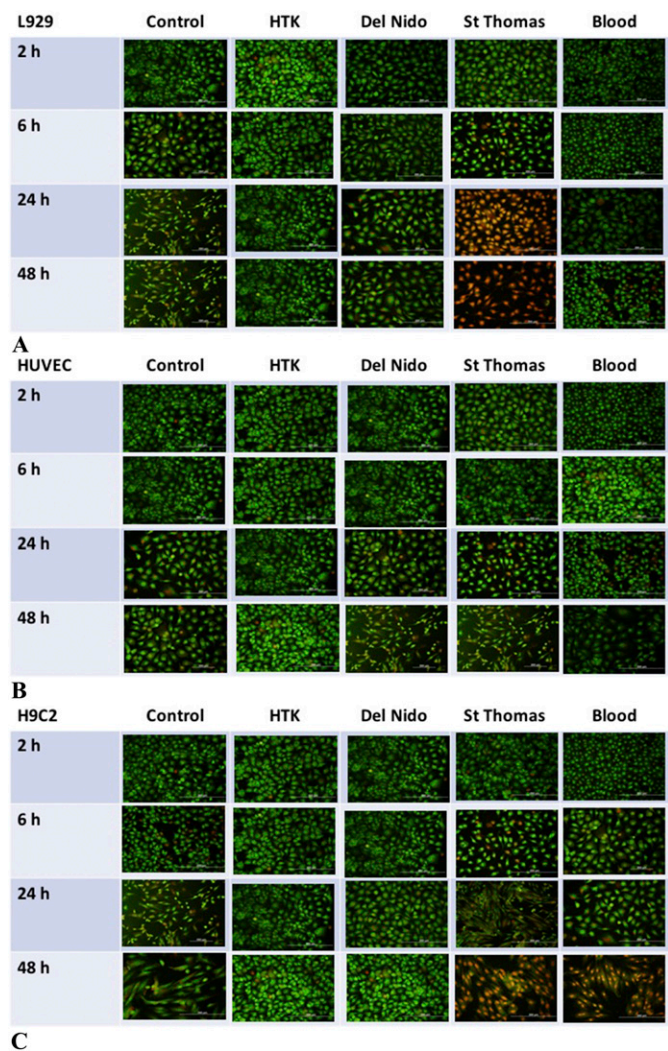 L929 Control HTK Del Nido St Thomas Blood
2 h
6 h
24 h
48 h
A
HUVEC Control HTK Del Nido St Thomas Blood
2 h
6 h
24 h
48 h
B
H9C2 Control HTK Del Nido St Thomas Blood
2 h
6 h
24 h
48 h
C